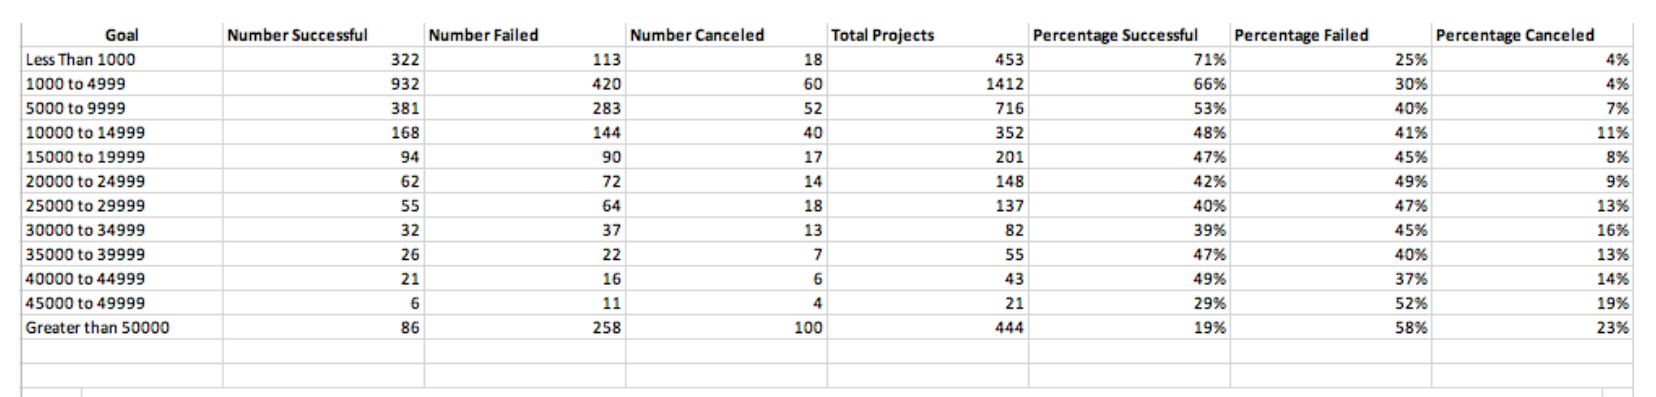 Goal Number Successful Number Failed Number Canceled Total Projects Percentage Successful Percentage Failed Percentage Canceled
Less Than 1000 322 113 18 453 71% 25% 4%
1000 to 4999 932 420 60 1412 66% 30% 4%
5000 to 9999 381 283 52 716 53% 40% 7%
10000 to 14999 168 144 40 352 48% 41% 11%
15000 to 19999 94 90 17 201 47% 45% 8%
20000 to 24999 62 72 14 148 42% 49% 9%
25000 to 29999 55 64 18 137 40% 47% 13%
30000 to 34999 32 37 13 82 39% 45% 16%
35000 to 39999 26 22 7 55 47% 40% 13%
40000 to 44999 21 16 6 43 49% 37% 14%
45000 to 49999 6 11 4 21 29% 52% 19%
Greater than 50000 86 258 100 444 19% 58% 23%